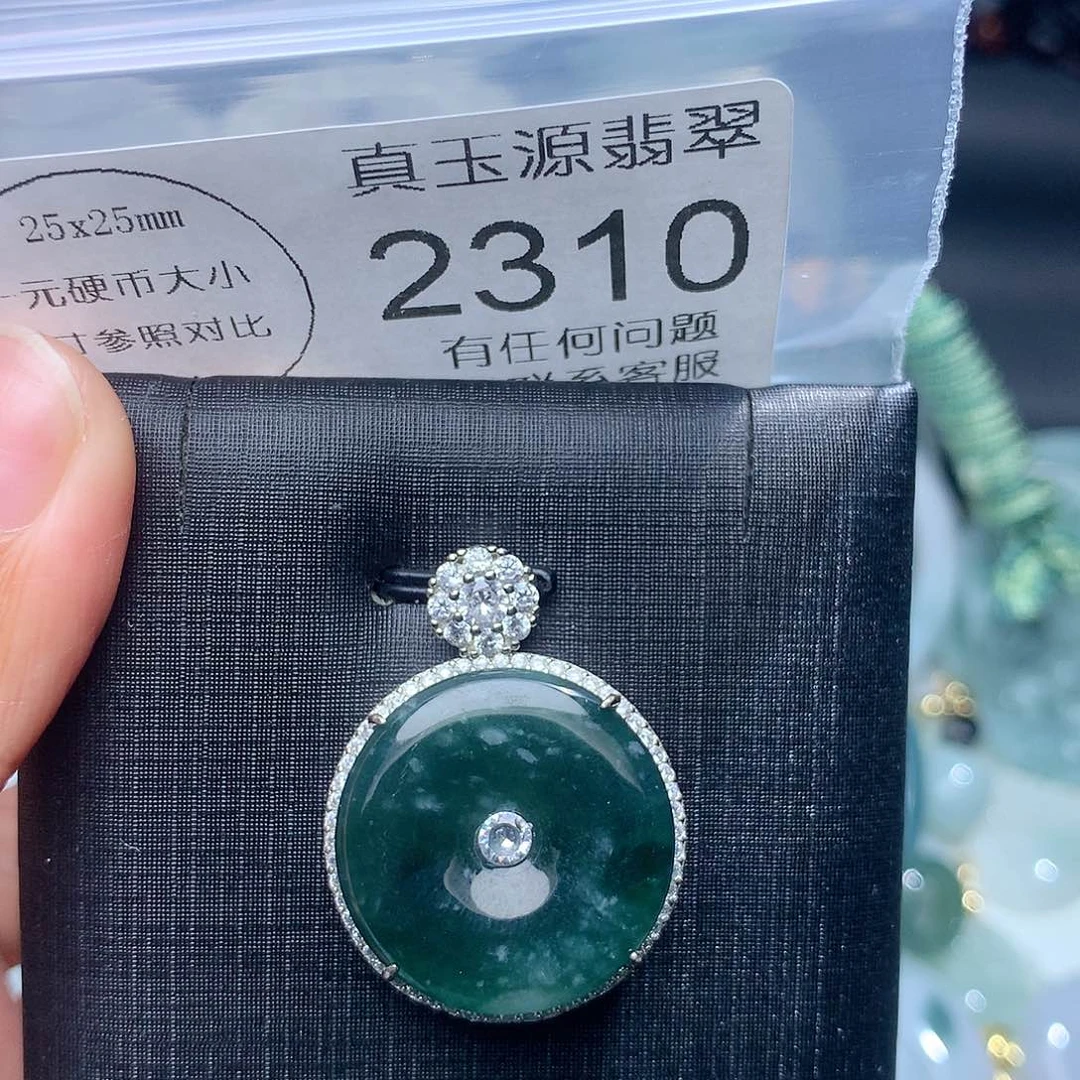 真玉源翡翠
25x25mm
2310
一元硬币大小
寸参照对比
有任何问题
联系客服